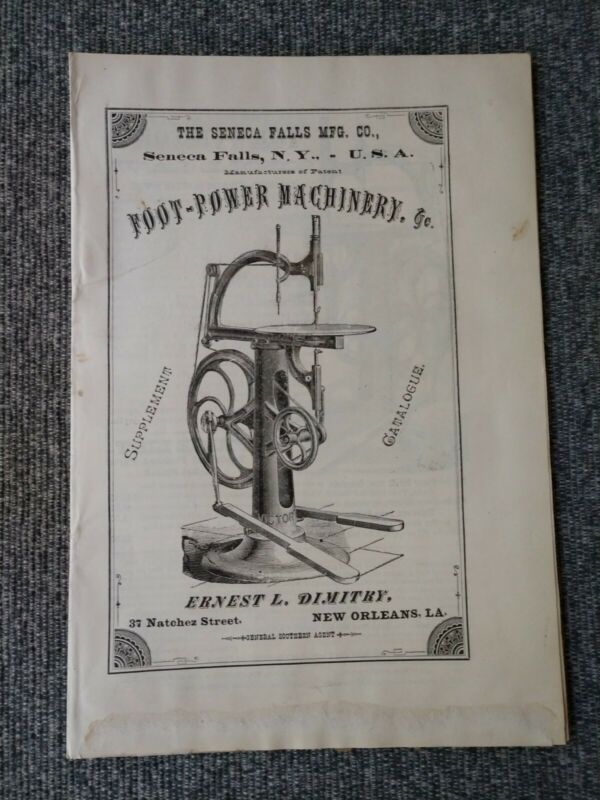 THE SENECA FALLS MFG. CO.,
Seneca Falls, N. Y., - U. S. A.
Manufacturers of Patent
FOOT-POWER MACHINERY, &c.
SUPPLEMENT
CATALOGUE.
ERNEST L. DIMITRY,
37 Natchez Street.
NEW ORLEANS, LA.
GENERAL SOUTHERN AGENT